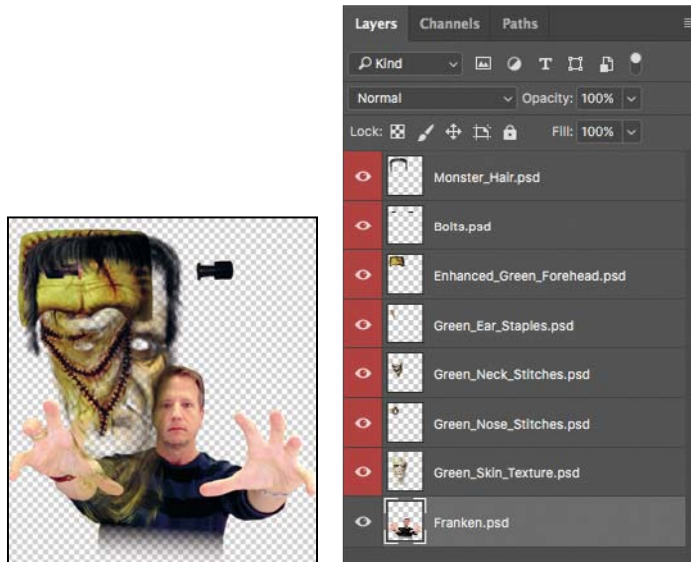 Layers Channels Paths
Kind
Normal Opacity: 100%
Lock: Fill: 100%
Monster_Hair.psd
Bolts.psd
Enhanced_Green_Forehead.psd
Green_Ear_Staples.psd
Green_Neck_Stitches.psd
Green_Nose_Stitches.psd
Green_Skin_Texture.psd
Franken.psd